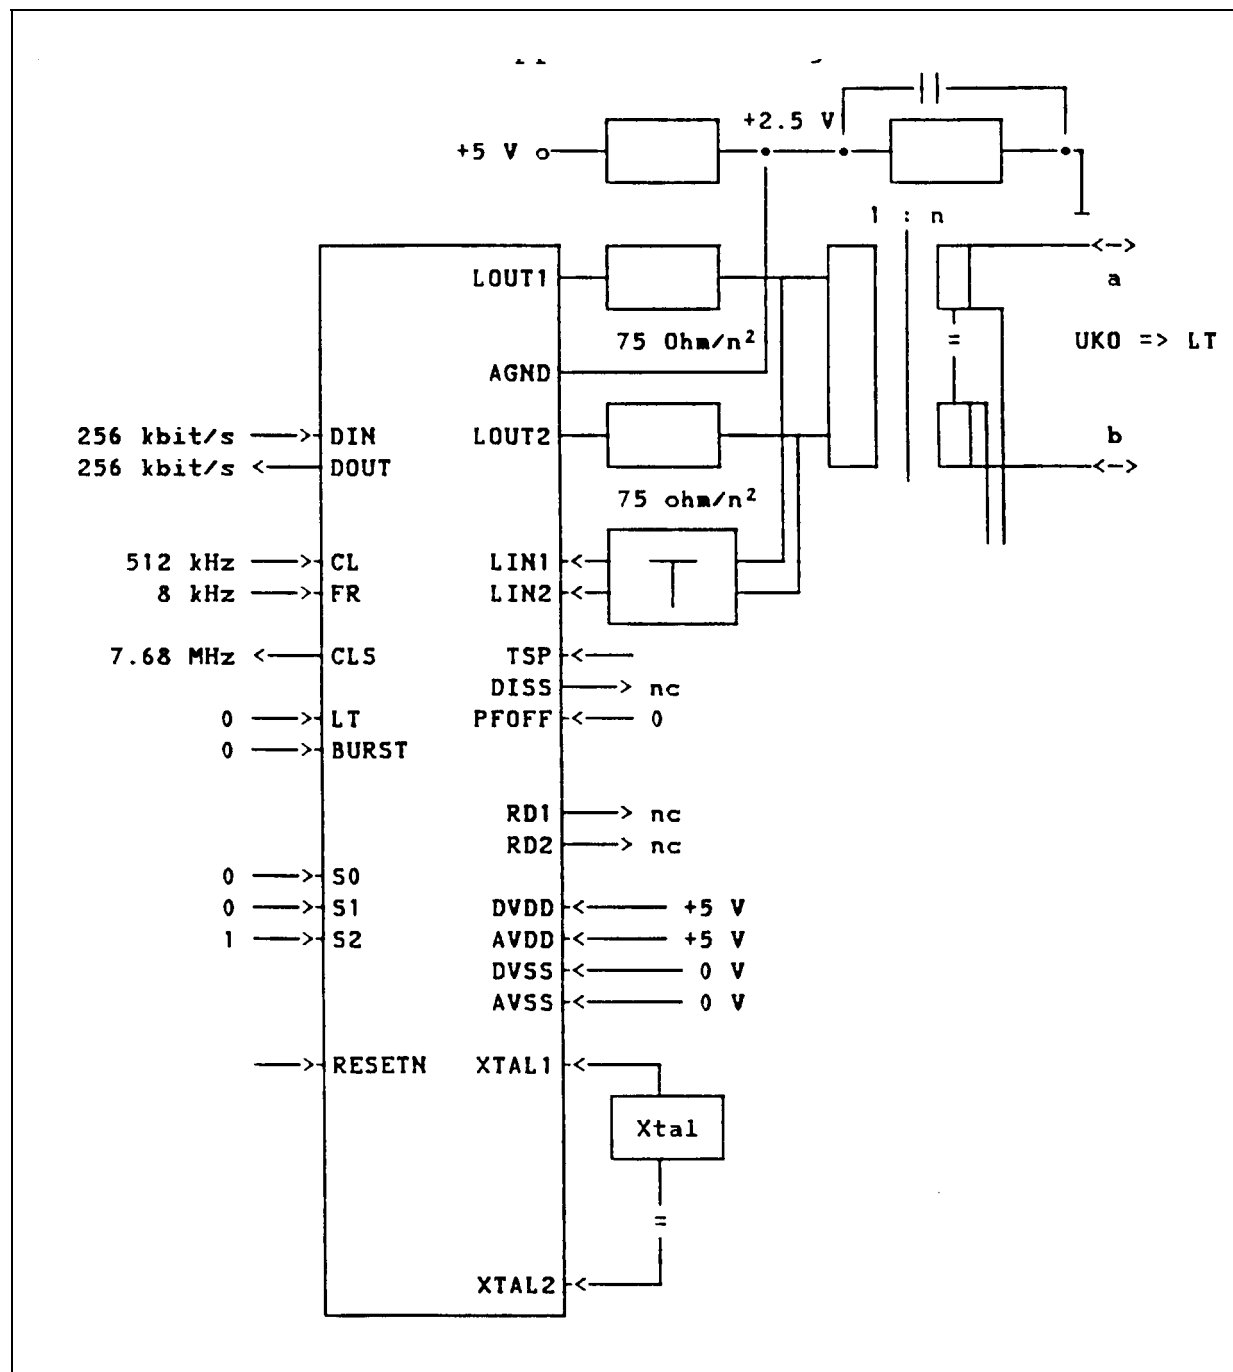 +2.5 V
+5 V
1 : n
LOUT1
a
75 Ohm/n²
UK0 => LT
AGND
256 kbit/s DIN LOUT2 b
256 kbit/s DOUT
75 ohm/n²
512 kHz CL LIN1
8 kHz FR LIN2
7.68 MHz CLS TSP
DISS nc
0 LT PFOFF 0
0 BURST
RD1 nc
RD2 nc
0 S0
0 S1 DVDD +5 V
1 S2 AVDD +5 V
DVSS 0 V
AVSS 0 V
RESETN XTAL1
Xtal
XTAL2